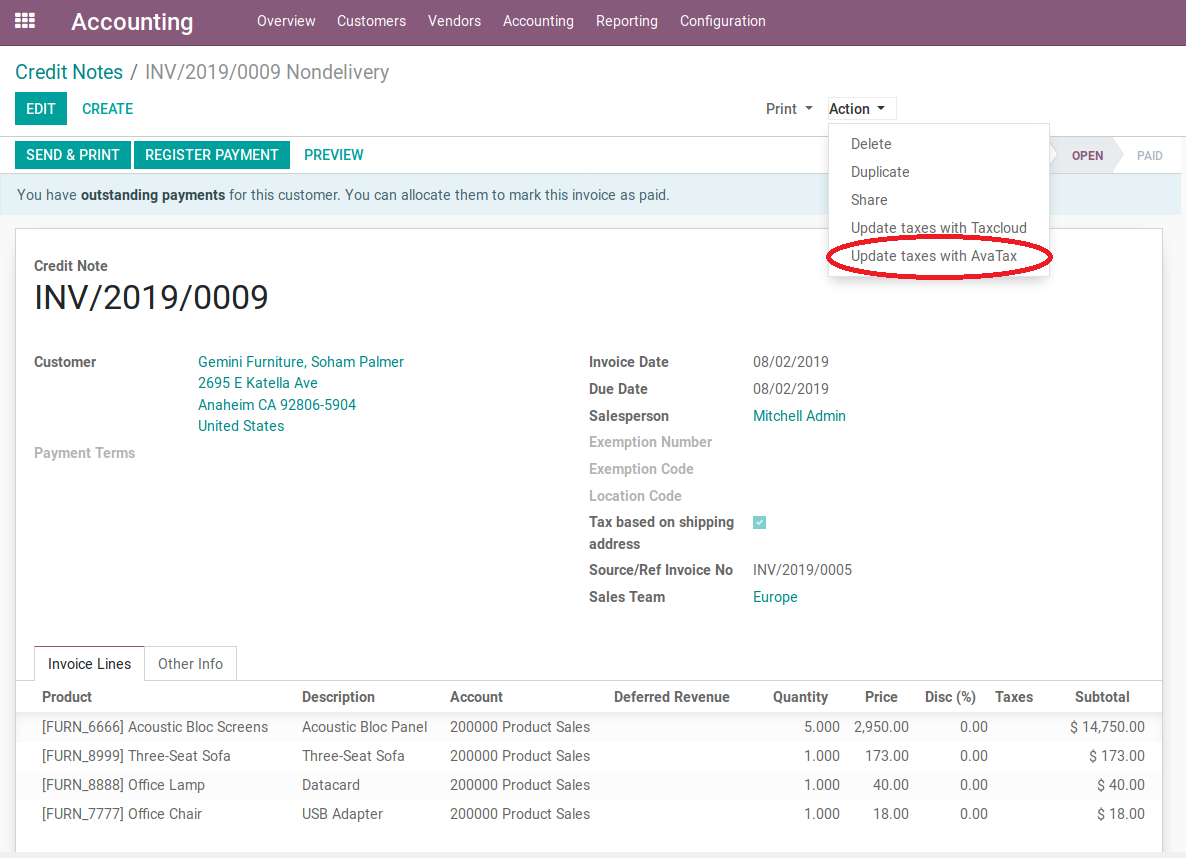 Accounting Overview Customers Vendors Accounting Reporting Configuration
Credit Notes / INV/2019/0009 Nondelivery
EDIT CREATE Print Action
Delete
Duplicate
Share
Update taxes with Taxcloud
Update taxes with AvaTax
SEND & PRINT REGISTER PAYMENT PREVIEW OPEN PAID
You have outstanding payments for this customer. You can allocate them to mark this invoice as paid.
Credit Note
INV/2019/0009
Customer Gemini Furniture, Soham Palmer
2695 E Katella Ave
Anaheim CA 92806-5904
United States
Payment Terms
Invoice Date 08/02/2019
Due Date 08/02/2019
Salesperson Mitchell Admin
Exemption Number
Exemption Code
Location Code
Tax based on shipping
address
Source/Ref Invoice No INV/2019/0005
Sales Team Europe
Invoice Lines Other Info
Product Description Account Deferred Revenue Quantity Price Disc (%) Taxes Subtotal
[FURN_6666] Acoustic Bloc Screens Acoustic Bloc Panel 200000 Product Sales 5.000 2,950.00 0.00 $ 14,750.00
[FURN_8999] Three-Seat Sofa Three-Seat Sofa 200000 Product Sales 1.000 173.00 0.00 $ 173.00
[FURN_8888] Office Lamp Datacard 200000 Product Sales 1.000 40.00 0.00 $ 40.00
[FURN_7777] Office Chair USB Adapter 200000 Product Sales 1.000 18.00 0.00 $ 18.00